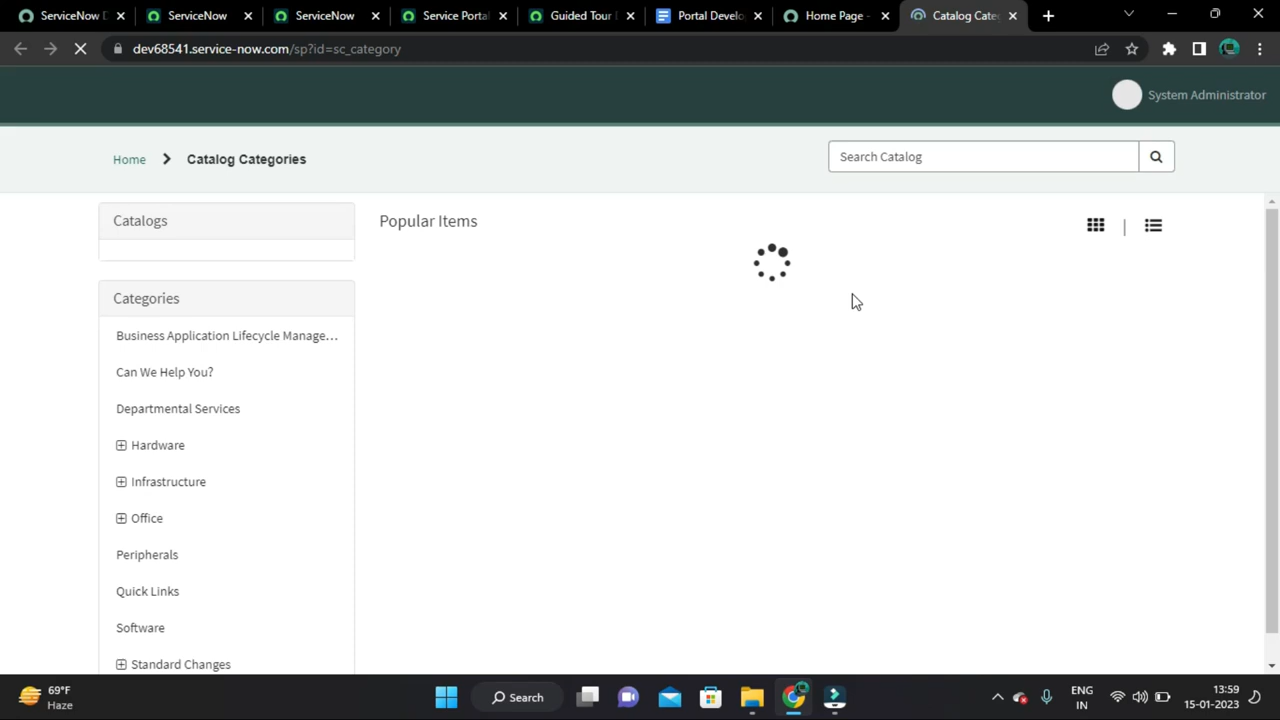 ServiceNow D
ServiceNow
ServiceNow
Service Portal
Guided Tour D
Portal Develo
Home Page -
Catalog Cate
dev68541.service-now.com/sp?id=sc_category
System Administrator
Home
Catalog Categories
Search Catalog
Catalogs
Popular Items
|
Categories
Business Application Lifecycle Manage...
Can We Help You?
Departmental Services
Hardware
Infrastructure
Office
Peripherals
Quick Links
Software
Standard Changes
69°F
Haze
Search
ENG
IN
13:59
15-01-2023